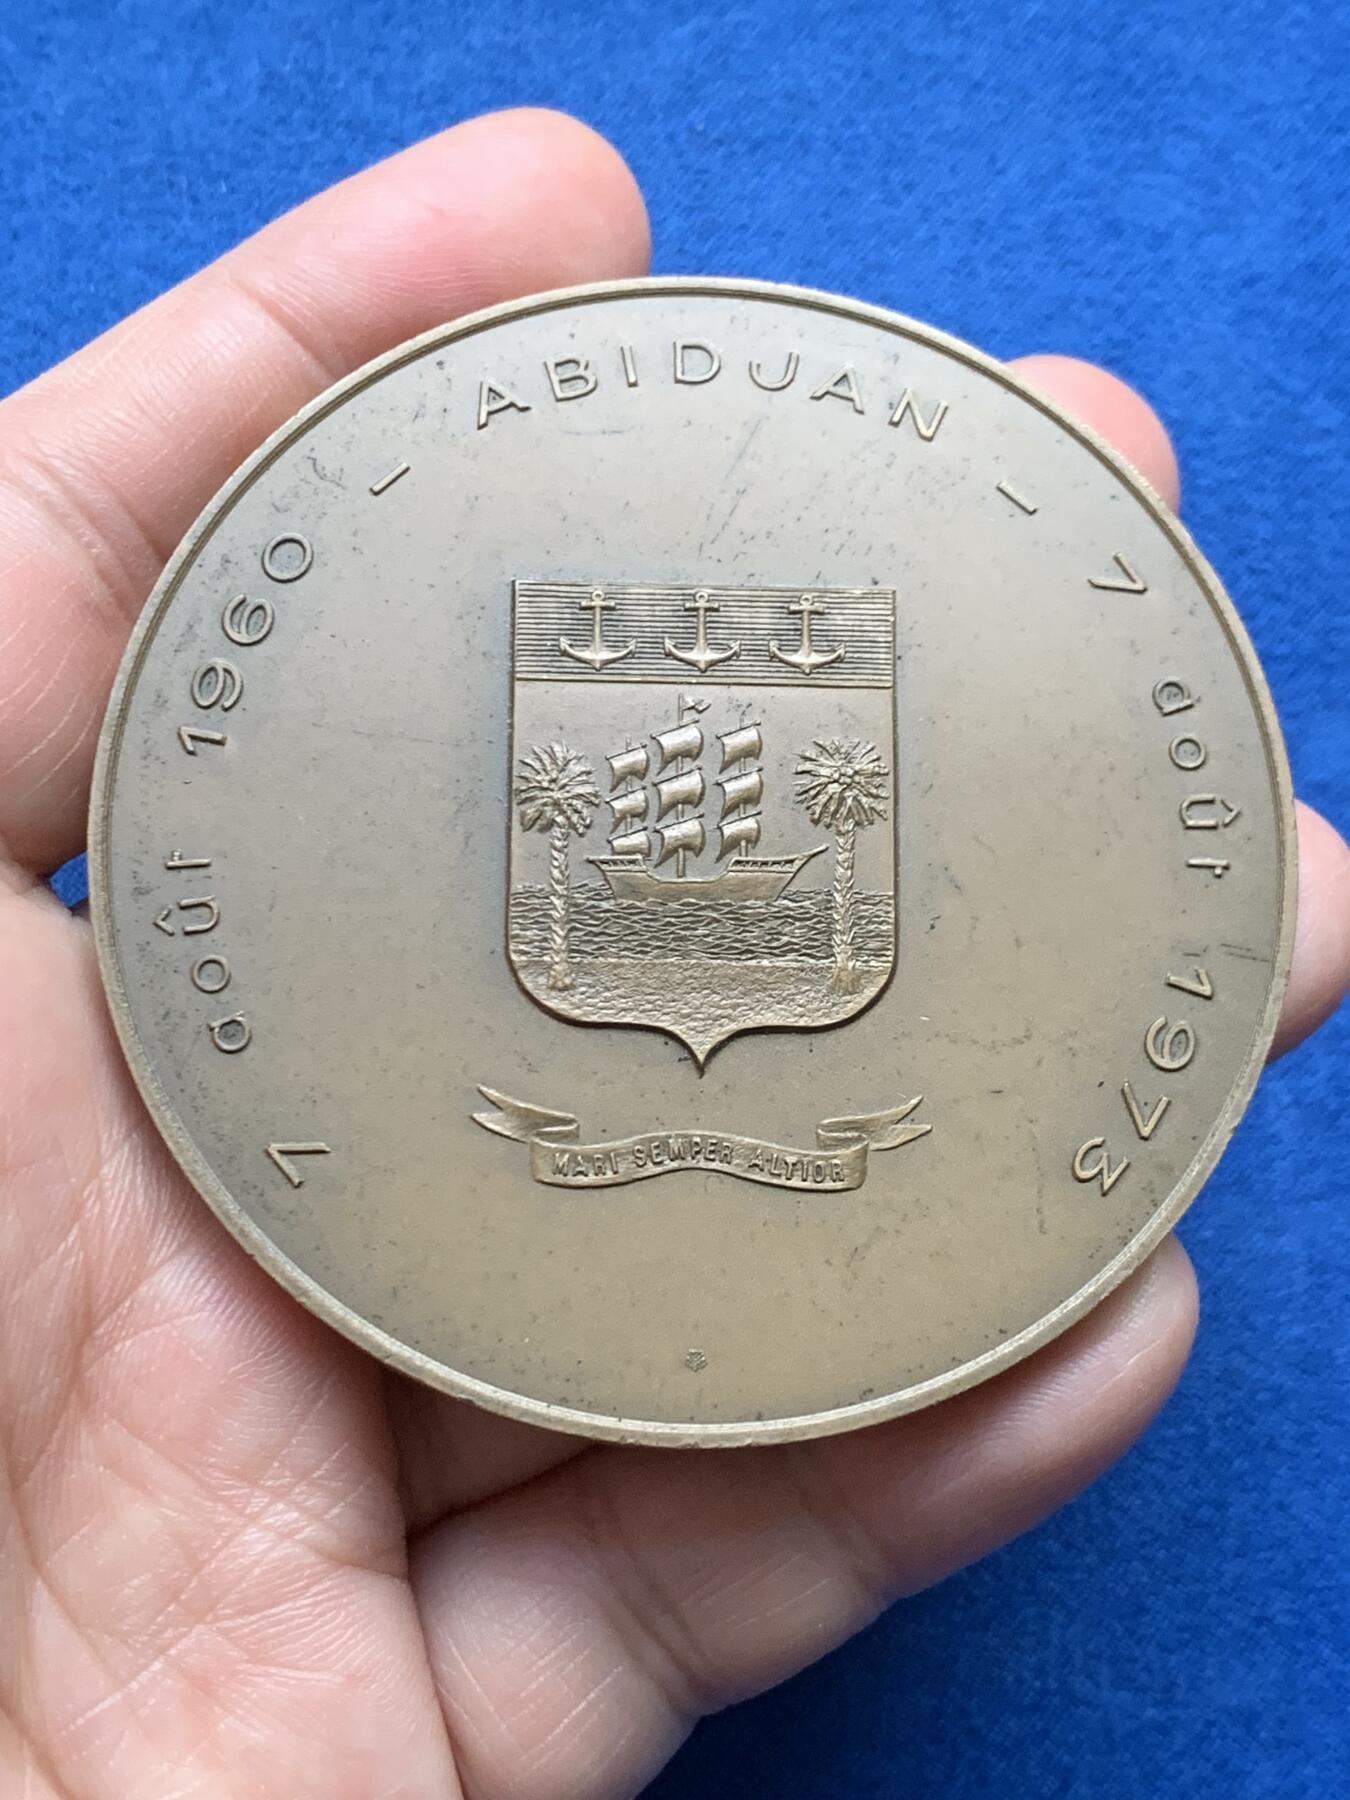 7 août 1960 - ABIDJAN - 7 août 1973
MARI SEMPER ALTIOR